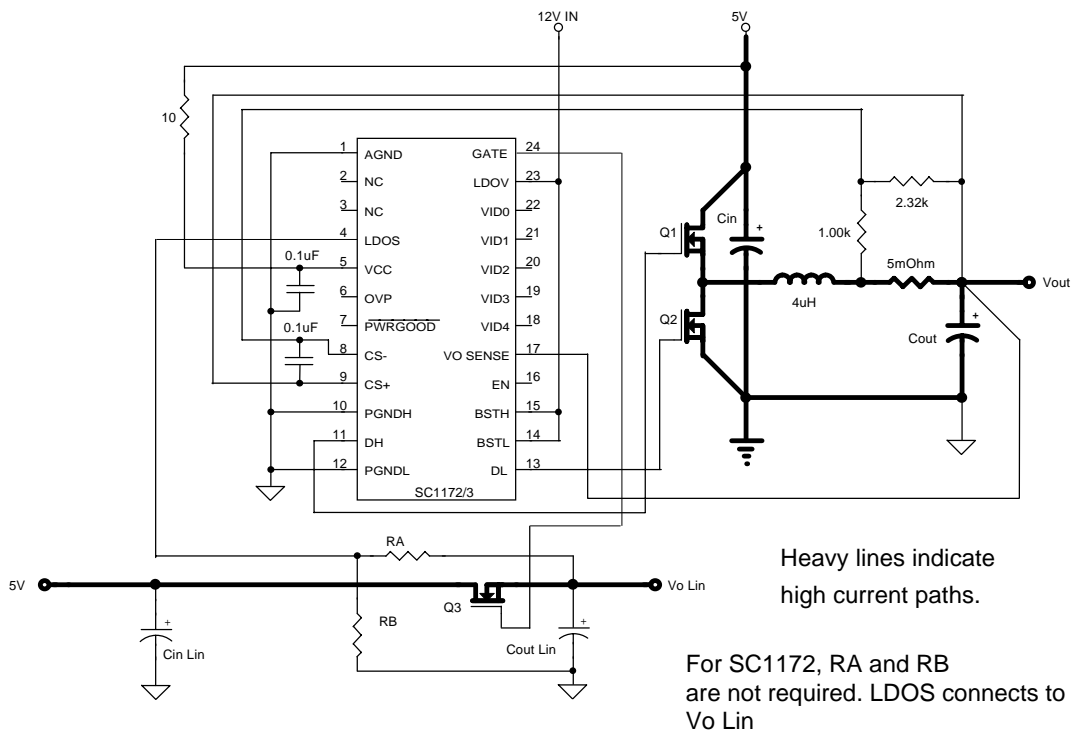 12V IN
5V
10
2.32k
1.00k
Cin
+
Q1
5mOhm
4uH
Vout
Q2
+
Cout
0.1uF
0.1uF
1 AGND GATE 24
2 NC LDOV 23
3 NC VID0 22
4 LDOS VID1 21
5 VCC VID2 20
6 OVP VID3 19
7 PWRGOOD VID4 18
8 CS- VO SENSE 17
9 CS+ EN 16
10 PGNDH BSTH 15
11 DH BSTL 14
12 PGNDL DL 13
SC1172/3
RA
5V
Vo Lin
Q3
RB
+
Cin Lin
+
Cout Lin
Heavy lines indicate
high current paths.
For SC1172, RA and RB
are not required. LDOS connects to
Vo Lin